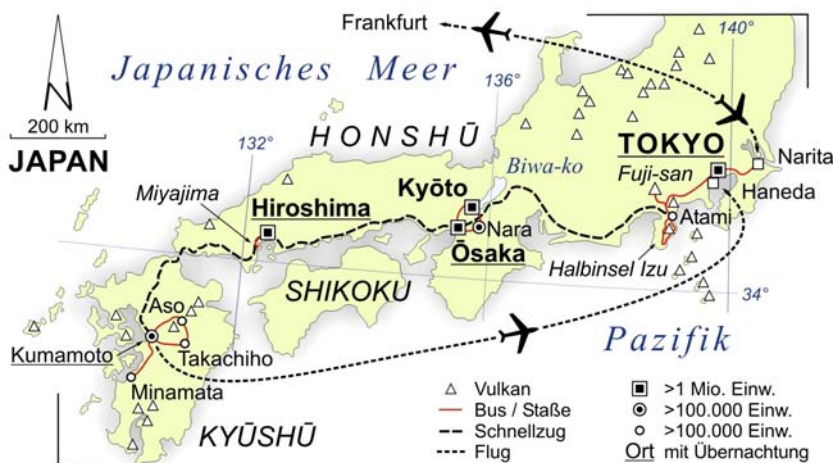 Frankfurt
140°
Japanisches Meer
136°
200 km
JAPAN
132°
HONSHŪ
TOKYO
Narita
Biwa-ko
Fuji-san
Haneda
Miyajima
Kyōto
Hiroshima
Nara
Atami
Ōsaka
Halbinsel Izu
34°
SHIKOKU
Aso
Kumamoto
Takachiho
Pazifik
Minamata
KYŪSHŪ
Vulkan
Bus / Staße
Schnellzug
Flug
>1 Mio. Einw.
>100.000 Einw.
>100.000 Einw.
Ort mit Übernachtung